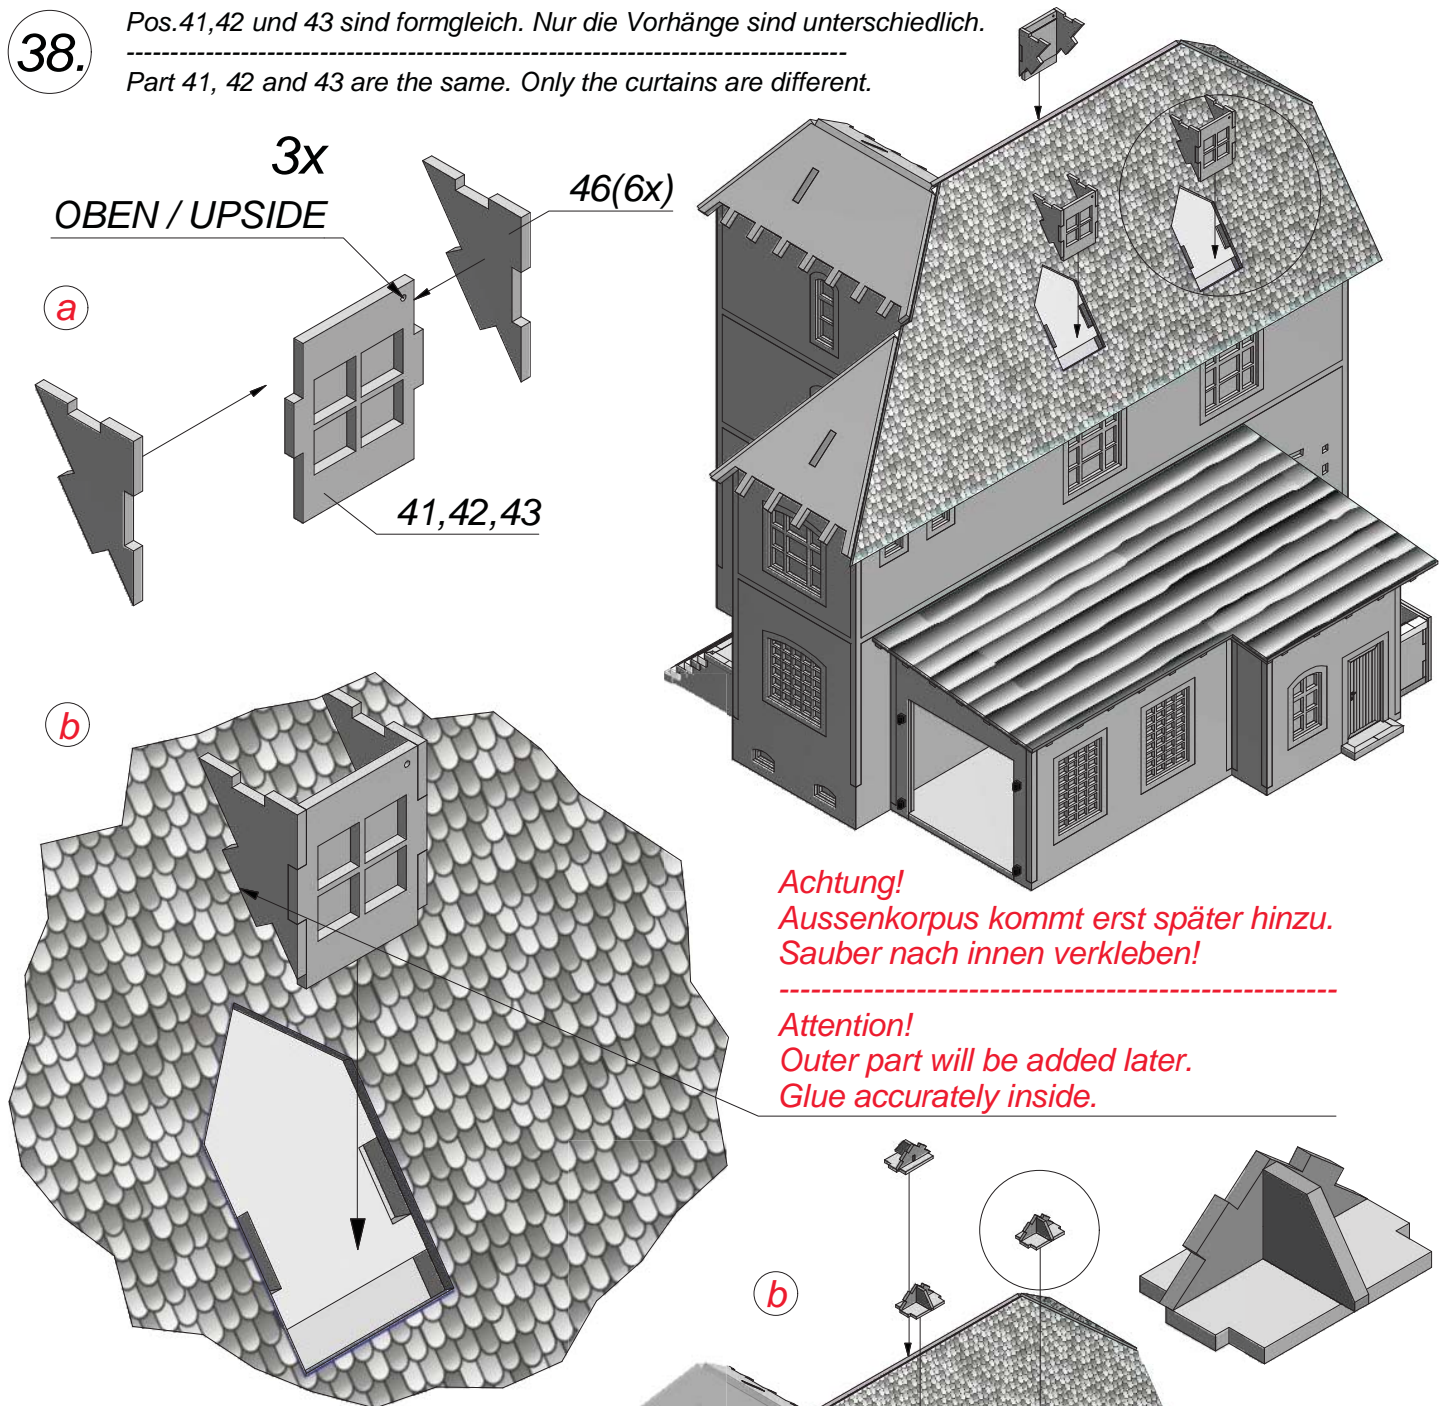 38.
Pos.41,42 und 43 sind formgleich. Nur die Vorhänge sind unterschiedlich.
Part 41, 42 and 43 are the same. Only the curtains are different.
3x
OBEN / UPSIDE
46(6x)
a
41,42,43
b
Achtung!
Aussenkorpus kommt erst später hinzu.
Sauber nach innen verkleben!
Attention!
Outer part will be added later.
Glue accurately inside.
b